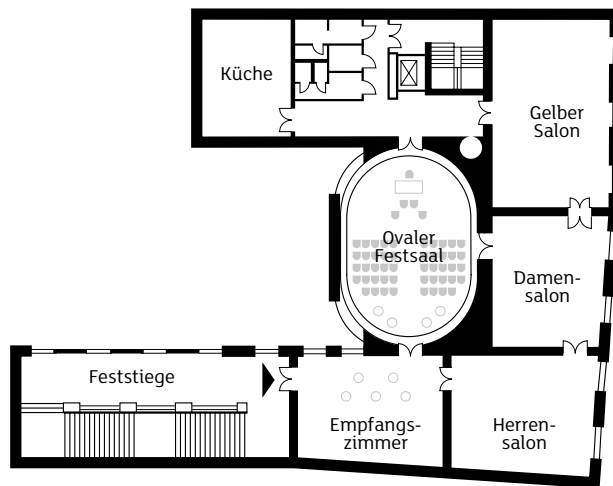 Küche
Gelber
Salon
Ovaler
Festsaal
Damen-
salon
Feststiege
Empfangs-
zimmer
Herren-
salon